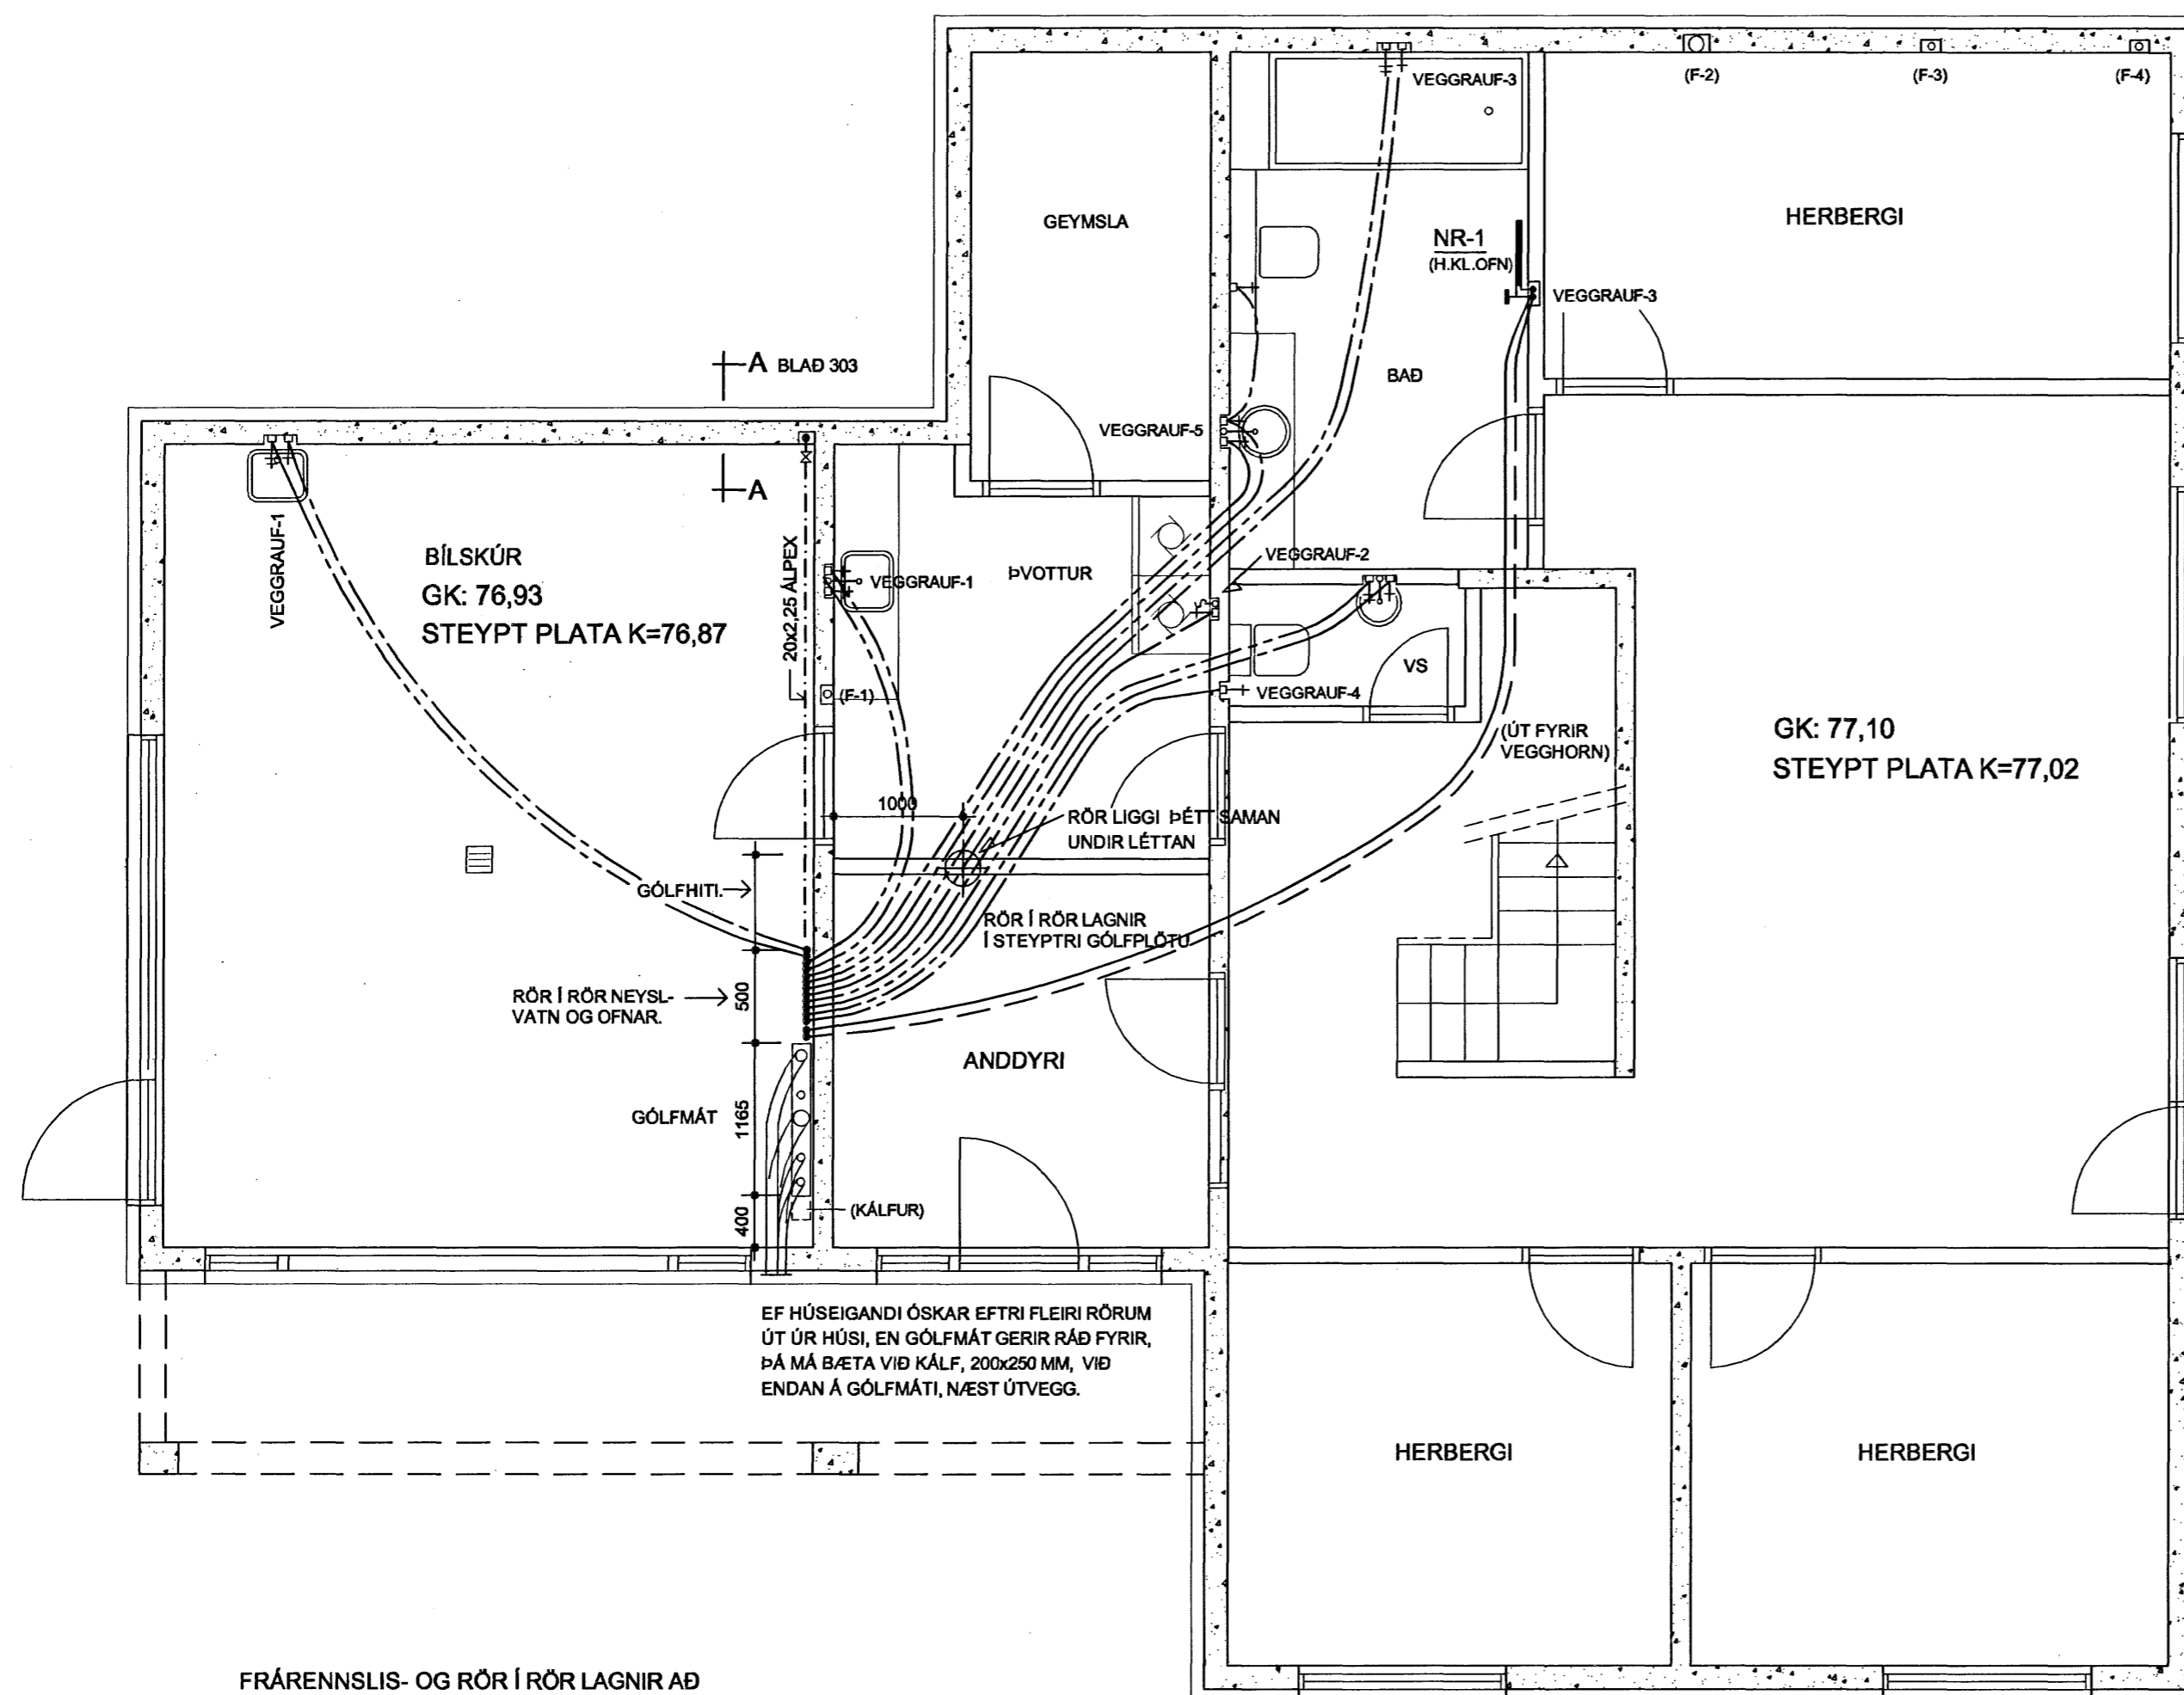 VEGGRAUF-3
(F-2)
(F-3)
(F-4)
GEYMSLA
HERBERGI
NR-1
(H.KL.OFN)
VEGGRAUF-3
A BLAÐ 303
BAÐ
VEGGRAUF-5
A
VEGGRAUF-1
BÍLSKÚR
GK: 76,93
STEYPT PLATA K=76,87
20x2,25 ÁLPEX
VEGGRAUF-1
ÞVOTTUR
VEGGRAUF-2
(F-1)
VS
VEGGRAUF-4
(ÚT FYRIR
VEGGHORN)
GK: 77,10
STEYPT PLATA K=77,02
1000
RÖR LIGGI ÞÉTT SAMAN
UNDIR LÉTTAN
GÓLFHITI.
RÖR Í RÖR LAGNIR
Í STEYPTRI GÓLFPLÖTU
RÖR Í RÖR NEYSL-
VATN OG OFNAR.
500
ANDDYRI
GÓLFMÁT
1165
(KÁLFUR)
400
EF HÚSEIGANDI ÓSKAR EFTRI FLEIRI RÖRUM
ÚT ÚR HÚSI, EN GÓLFMÁT GERIR RÁÐ FYRIR,
ÞÁ MÁ BÆTA VIÐ KÁLF, 200x250 MM, VIÐ
ENDAN Á GÓLFMÁTI, NÆST ÚTVEGG.
HERBERGI
HERBERGI
FRÁRENNSLIS- OG RÖR Í RÖR LAGNIR AÐ